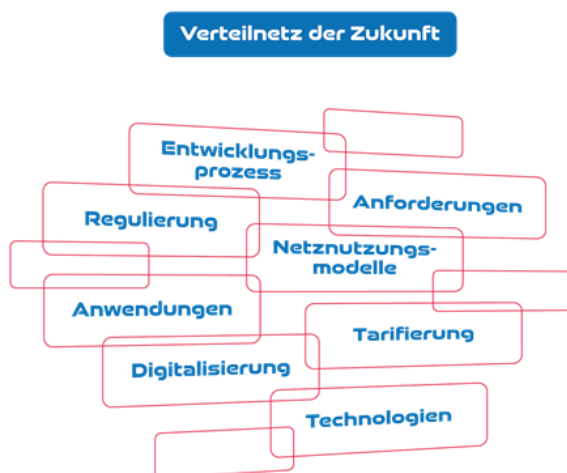 Verteilnetz der Zukunft
Entwicklungs-
prozess
Anforderungen
Regulierung
Netznutzungs-
modelle
Anwendungen
Tarifierung
Digitalisierung
Technologien